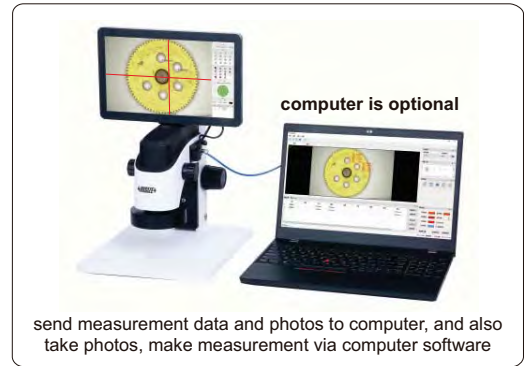 computer is optional
send measurement data and photos to computer, and also
take photos, make measurement via computer software